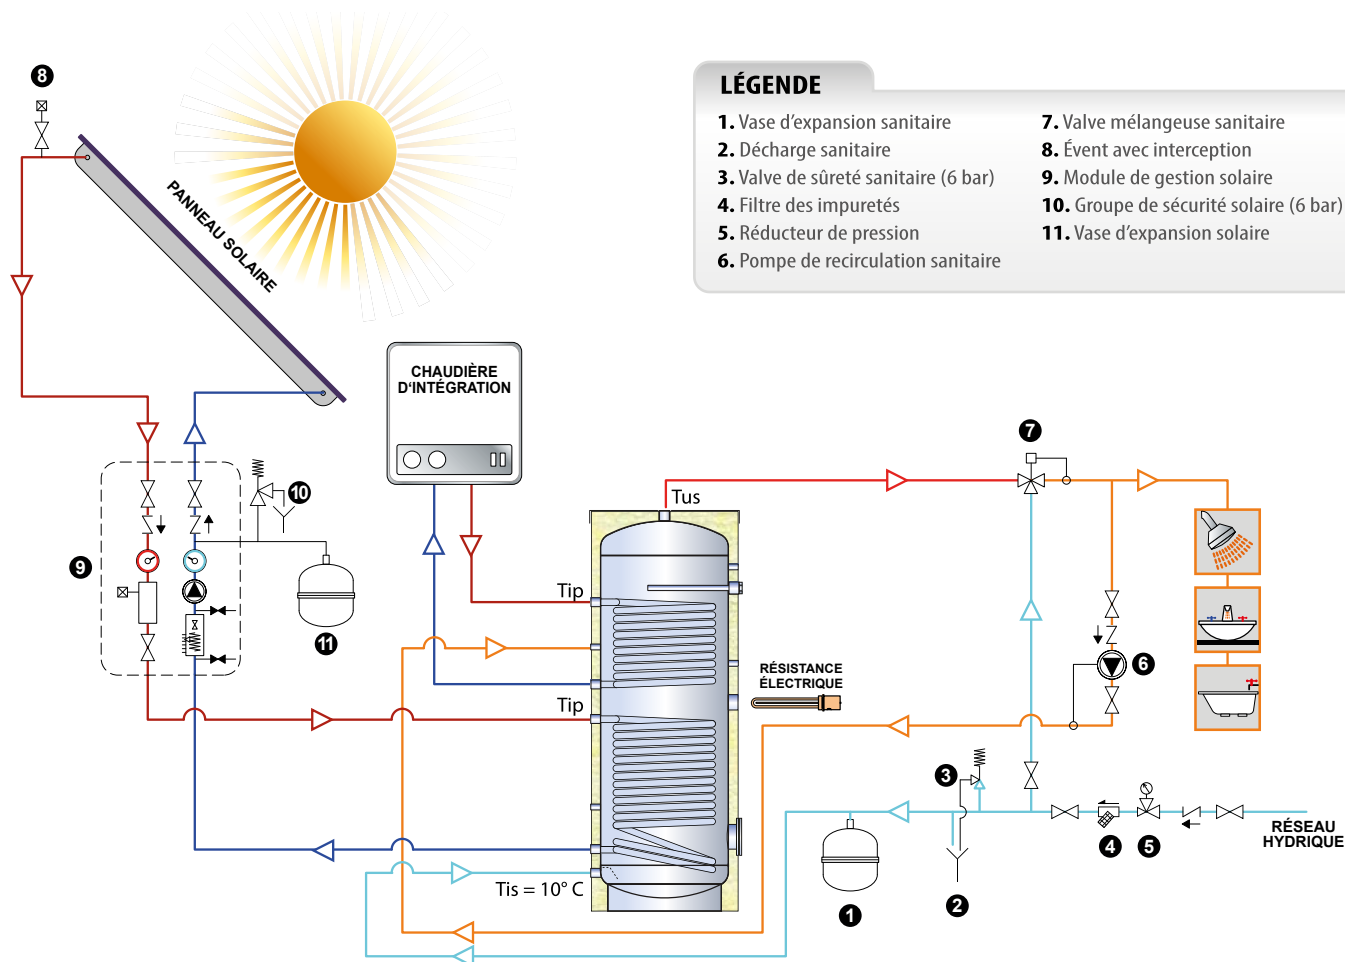 8
LÉGENDE
1. Vase d'expansion sanitaire
2. Décharge sanitaire
3. Valve de sûreté sanitaire (6 bar)
4. Filtre des impuretés
5. Réducteur de pression
6. Pompe de recirculation sanitaire
7. Valve mélangeuse sanitaire
8. Évent avec interception
9. Module de gestion solaire
10. Groupe de sécurité solaire (6 bar)
11. Vase d'expansion solaire
PANNEAU SOLAIRE
CHAUDIÈRE
D'INTÉGRATION
7
10
Tus
9
Tip
11
6
RÉSISTANCE
ÉLECTRIQUE
Tip
3
RÉSEAU
HYDRIQUE
4
5
Tis = 10° C
1
2